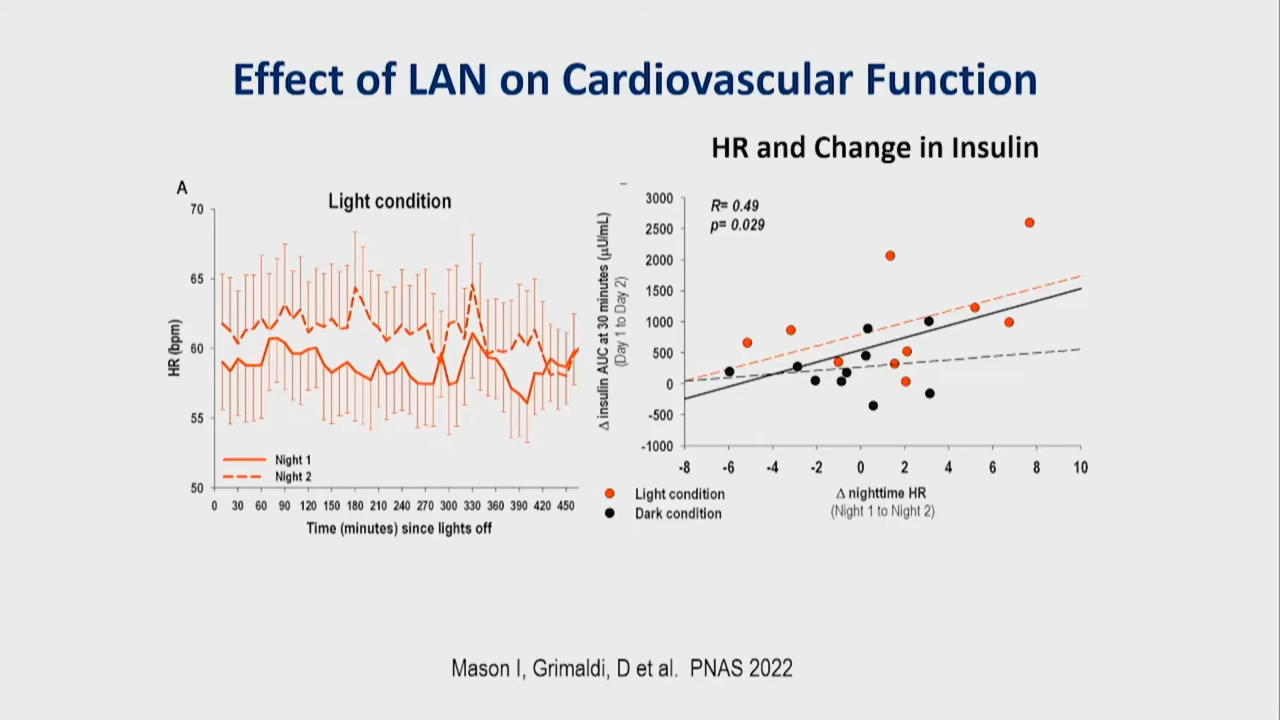 Effect of LAN on Cardiovascular Function
HR and Change in Insulin
A
Light condition
70
65
60
55
50
HR (bpm)
Night 1
Night 2
0 30 60 90 120 150 180 210 240 270 300 330 360 390 420 450
Time (minutes) since lights off
R= 0.49
p= 0.029
3000
2500
2000
1500
1000
500
0
-500
-1000
Δ insulin AUC at 30 minutes (µU/mL)
(Day 1 to Day 2)
-8 -6 -4 -2 0 2 4 6 8 10
Δ nighttime HR
(Night 1 to Night 2)
Light condition
Dark condition
Mason I, Grimaldi, D et al. PNAS 2022